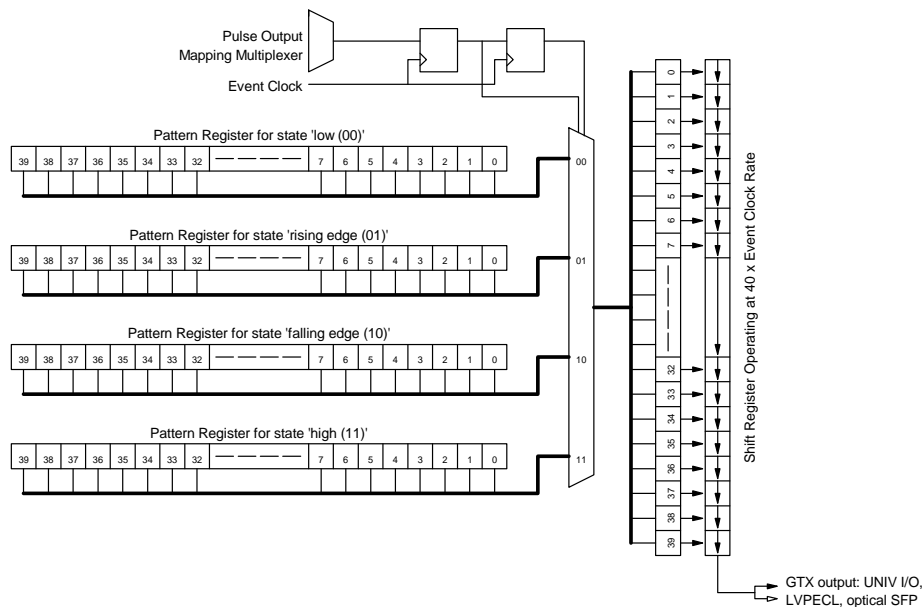 Pulse Output
Mapping Multiplexer
Event Clock
Pattern Register for state 'low (00)'
39 38 37 36 35 34 33 32 7 6 5 4 3 2 1 0
Pattern Register for state 'rising edge (01)'
39 38 37 36 35 34 33 32 7 6 5 4 3 2 1 0
Pattern Register for state 'falling edge (10)'
39 38 37 36 35 34 33 32 7 6 5 4 3 2 1 0
Pattern Register for state 'high (11)'
39 38 37 36 35 34 33 32 7 6 5 4 3 2 1 0
00
01
10
11
0
1
2
3
4
5
6
7
32
33
34
35
36
37
38
39
Shift Register Operating at 40 x Event Clock Rate
GTX output: UNIV I/O,
LVPECL, optical SFP